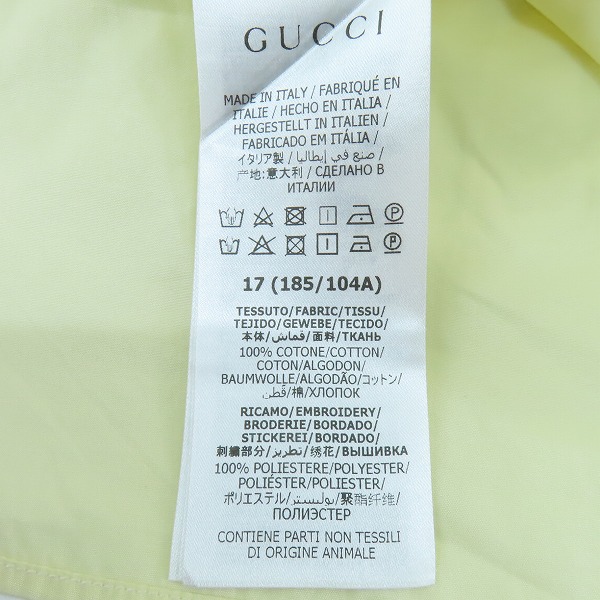 GUCCI
MADE IN ITALY / FABRIQUÉ EN
ITALIE / HECHO EN ITALIA /
HERGESTELLT IN ITALIEN /
FABRICADO EM ITÁLIA /
イタリア製 / صنع في إيطاليا /
产地:意大利 / СДЕЛАНО В
ИТАЛИИ
17 (185/104A)
TESSUTO/FABRIC/TISSU/
TEJIDO/GEWEBE/TECIDO/
本体/قماش/面料/ТКАНЬ
100% COTONE/COTTON/
COTON/ALGODON/
BAUMWOLLE/ALGODÃO/コットン/
قطن/棉/ХЛОПОК
RICAMO/EMBROIDERY/
BRODERIE/BORDADO/
STICKEREI/BORDADO/
刺繍部分/تطريز/绣花/ВЫШИВКА
100% POLIESTERE/POLYESTER/
POLIÉSTER/POLIESTER/
ポリエステル/بوليستر/聚酯纤维/
ПОЛИЭСТЕР
CONTIENE PARTI NON TESSILI
DI ORIGINE ANIMALE